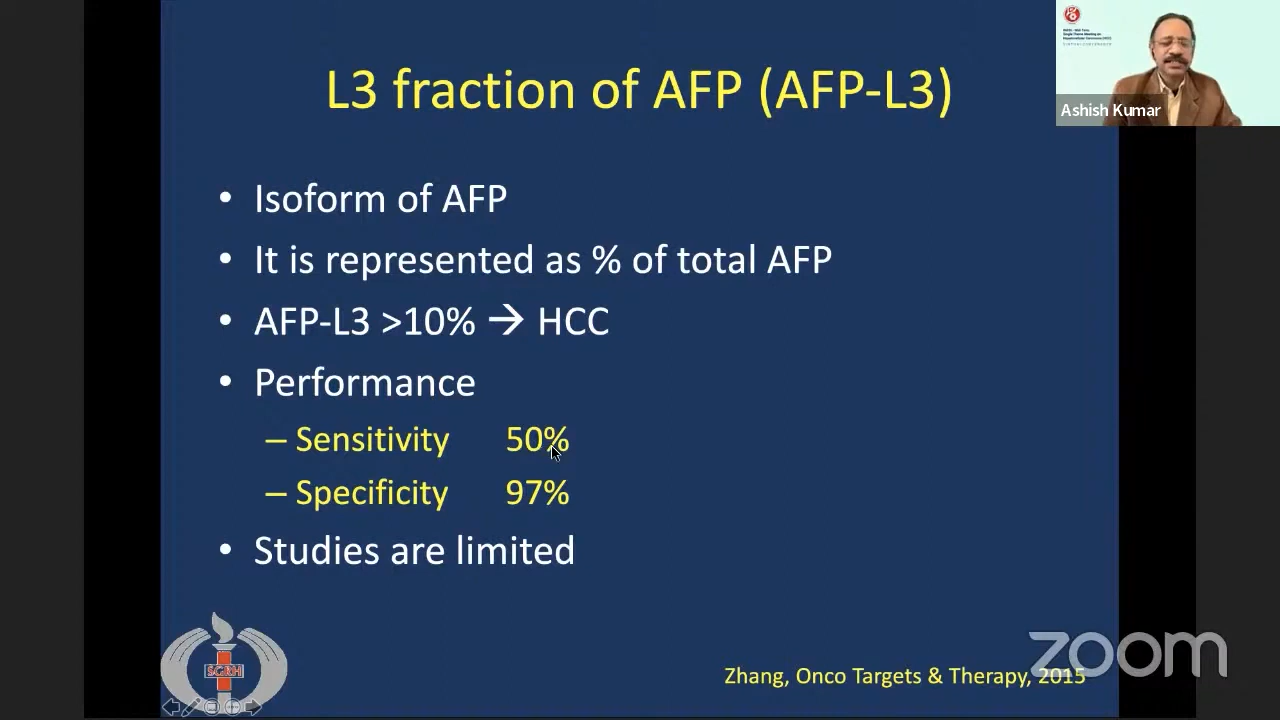 L3 fraction of AFP (AFP-L3)
Ashish Kumar
• Isoform of AFP
• It is represented as % of total AFP
• AFP-L3 >10% → HCC
• Performance
– Sensitivity 50%
– Specificity 97%
• Studies are limited
SGRH
Zhang, Onco Targets & Therapy, 2015
zoom